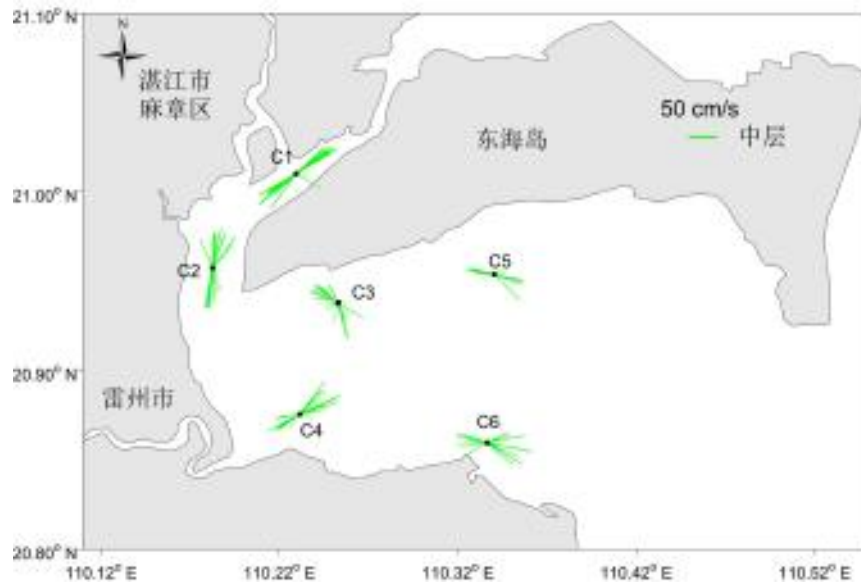 21.10° N
N
湛江市
麻章区
50 cm/s
中层
东海岛
C1
21.00° N
C2
C5
C3
20.90° N
雷州市
C4
C6
20.80° N
110.12° E
110.22° E
110.32° E
110.42° E
110.52° E